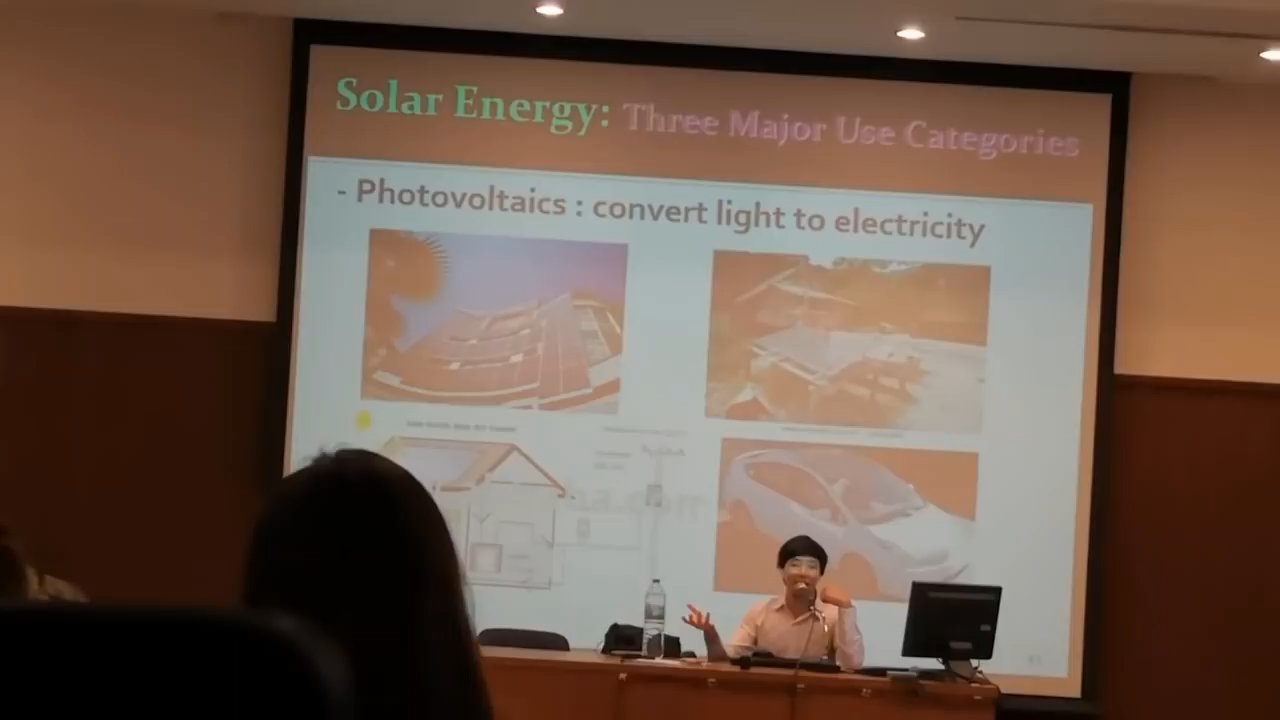 Solar Energy: Three Major Use Categories
- Photovoltaics : convert light to electricity